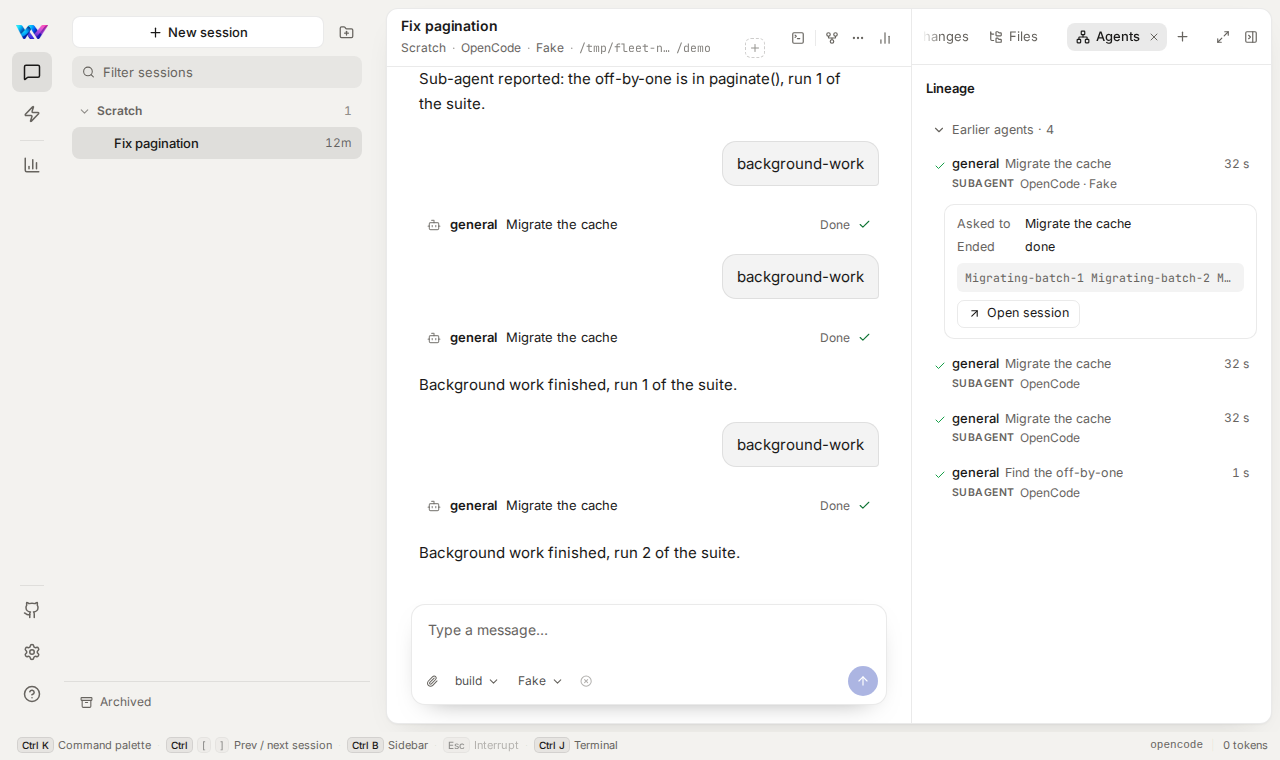 New session
Filter sessions
Scratch 1
Fix pagination 12m
Archived
Fix pagination
Scratch · OpenCode · Fake · /tmp/fleet-n… /demo
Sub-agent reported: the off-by-one is in paginate(), run 1 of
the suite.
background-work
general Migrate the cache Done
background-work
general Migrate the cache Done
Background work finished, run 1 of the suite.
background-work
general Migrate the cache Done
Background work finished, run 2 of the suite.
Type a message...
build Fake
hanges Files Agents
Lineage
Earlier agents · 4
general Migrate the cache 32 s
SUBAGENT OpenCode · Fake
Asked to Migrate the cache
Ended done
Migrating-batch-1 Migrating-batch-2 M…
Open session
general Migrate the cache 32 s
SUBAGENT OpenCode
general Migrate the cache 32 s
SUBAGENT OpenCode
general Find the off-by-one 1 s
SUBAGENT OpenCode
Ctrl K Command palette Ctrl [ ] Prev / next session Ctrl B Sidebar Esc Interrupt Ctrl J Terminal opencode 0 tokens